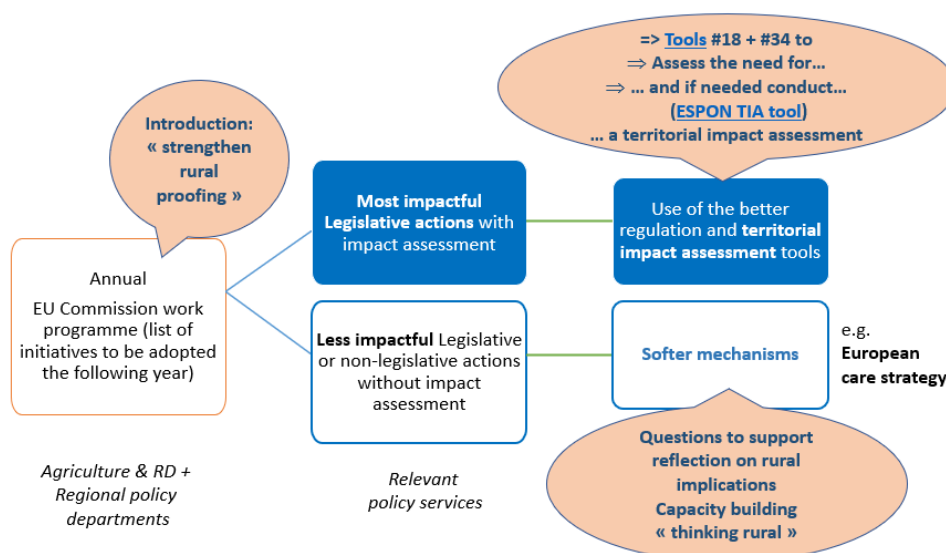 => Tools #18 + #34 to
⇒ Assess the need for...
⇒ ... and if needed conduct...
(ESPON TIA tool)
... a territorial impact assessment
Introduction:
« strengthen
rural
proofing »
Most impactful
Legislative actions with
impact assessment
Use of the better
regulation and territorial
impact assessment tools
Annual
EU Commission work
programme (list of
initiatives to be adopted
the following year)
Less impactful Legislative
or non-legislative actions
without impact
assessment
Softer mechanisms
e.g.
European
care strategy
Agriculture & RD +
Regional policy
departments
Relevant
policy services
Questions to support
reflection on rural
implications
Capacity building
« thinking rural »